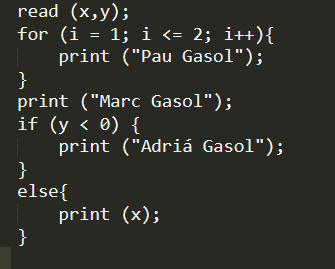 read (x,y);
for (i = 1; i <= 2; i++){
    print ("Pau Gasol");
}
print ("Marc Gasol");
if (y < 0) {
    print ("Adriá Gasol");
}
else{
    print (x);
}